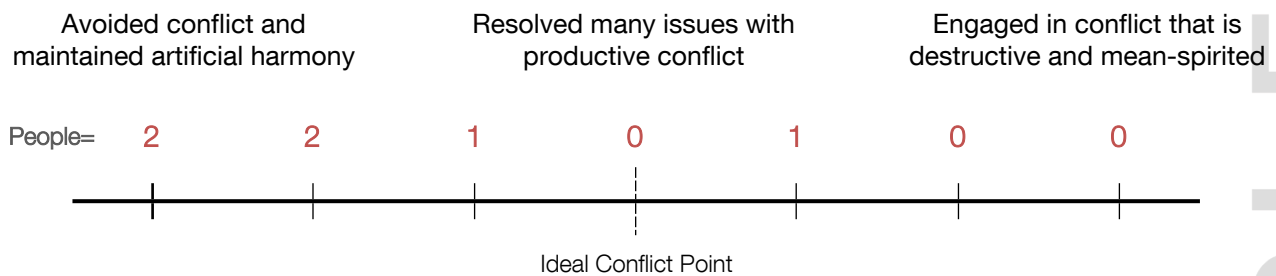 Avoided conflict and
maintained artificial harmony
Resolved many issues with
productive conflict
Engaged in conflict that is
destructive and mean-spirited
People= 2 2 1 0 1 0 0
Ideal Conflict Point